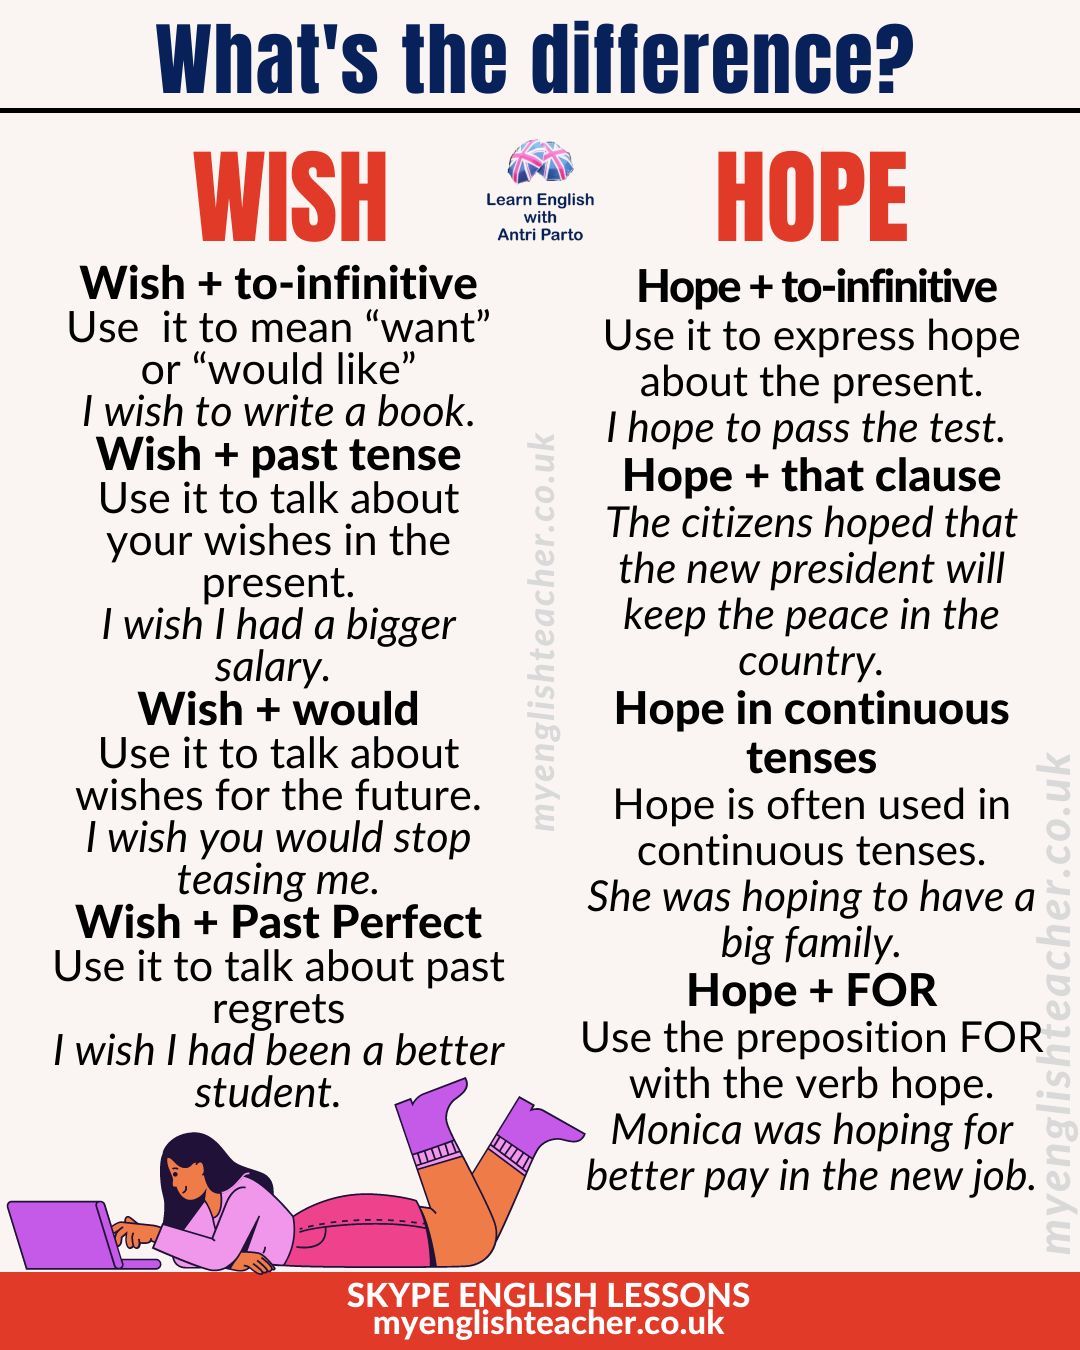 What's the difference?
WISH
Learn English
with
Antri Parto
HOPE
Wish + to-infinitive
Use it to mean “want”
or “would like”
I wish to write a book.
Wish + past tense
Use it to talk about
your wishes in the
present.
I wish I had a bigger
salary.
Wish + would
Use it to talk about
wishes for the future.
I wish you would stop
teasing me.
Wish + Past Perfect
Use it to talk about past
regrets
I wish I had been a better
student.
myenglishteacher.co.uk
Hope + to-infinitive
Use it to express hope
about the present.
I hope to pass the test.
Hope + that clause
The citizens hoped that
the new president will
keep the peace in the
country.
Hope in continuous
tenses
Hope is often used in
continuous tenses.
She was hoping to have a
big family.
Hope + FOR
Use the preposition FOR
with the verb hope.
Monica was hoping for
better pay in the new job.
myenglishteacher.co.uk
SKYPE ENGLISH LESSONS
myenglishteacher.co.uk